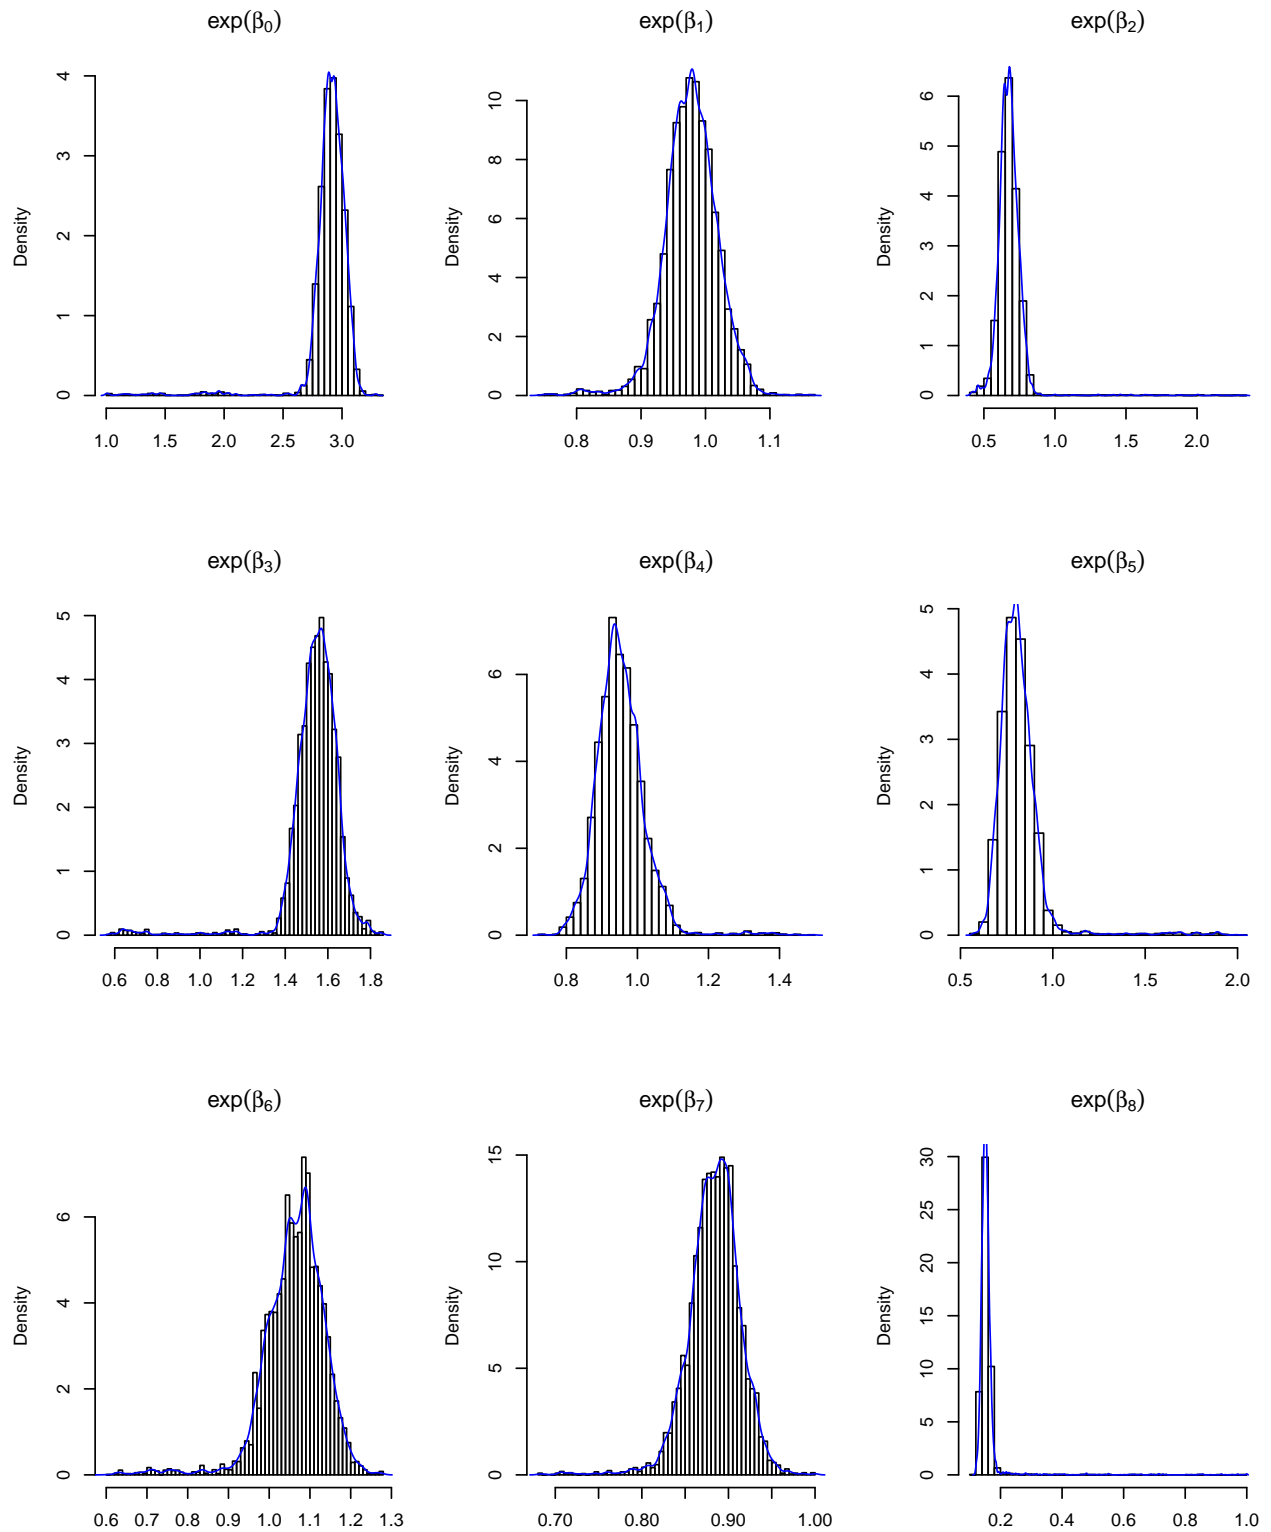 exp(β0)
exp(β1)
exp(β2)
Density
0 1 2 3 4
1.0 1.5 2.0 2.5 3.0
Density
0 2 4 6 8 10
0.8 0.9 1.0 1.1
Density
0 1 2 3 4 5 6
0.5 1.0 1.5 2.0
exp(β3)
exp(β4)
exp(β5)
Density
0 1 2 3 4 5
0.6 0.8 1.0 1.2 1.4 1.6 1.8
Density
0 2 4 6
0.8 1.0 1.2 1.4
Density
0 1 2 3 4 5
0.5 1.0 1.5 2.0
exp(β6)
exp(β7)
exp(β8)
Density
0 2 4 6
0.6 0.7 0.8 0.9 1.0 1.1 1.2 1.3
Density
0 5 10 15
0.70 0.80 0.90 1.00
Density
0 5 10 15 20 25 30
0.2 0.4 0.6 0.8 1.0